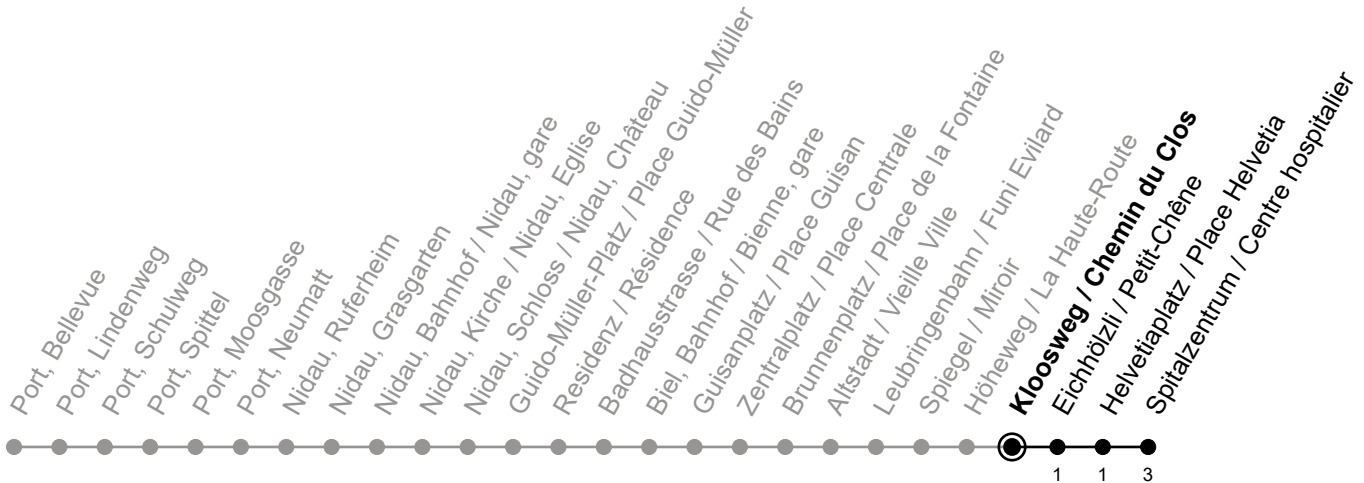 Port, Bellevue
Port, Lindenweg
Port, Schulweg
Port, Spittel
Port, Moosgasse
Port, Neumatt
Nidau, Ruferheim
Nidau, Grasgarten
Nidau, Bahnhof / Nidau, gare
Nidau, Kirche / Nidau, Eglise
Nidau, Schloss / Nidau, Château
Guido-Müller-Platz / Place Guido-Müller
Residenz / Résidence
Badhausstrasse / Rue des Bains
Biel, Bahnhof / Bienne, gare
Guisanplatz / Place Guisan
Zentralplatz / Place Centrale
Brunnenplatz / Place de la Fontaine
Altstadt / Vieille Ville
Leubringenbahn / Funi Evilard
Spiegel / Miroir
Höheweg / La Haute-Route
Kloosweg / Chemin du Clos
Eichhölzli / Petit-Chêne
Helvetiaplatz / Place Helvetia
Spitalzentrum / Centre hospitalier
1 1 3